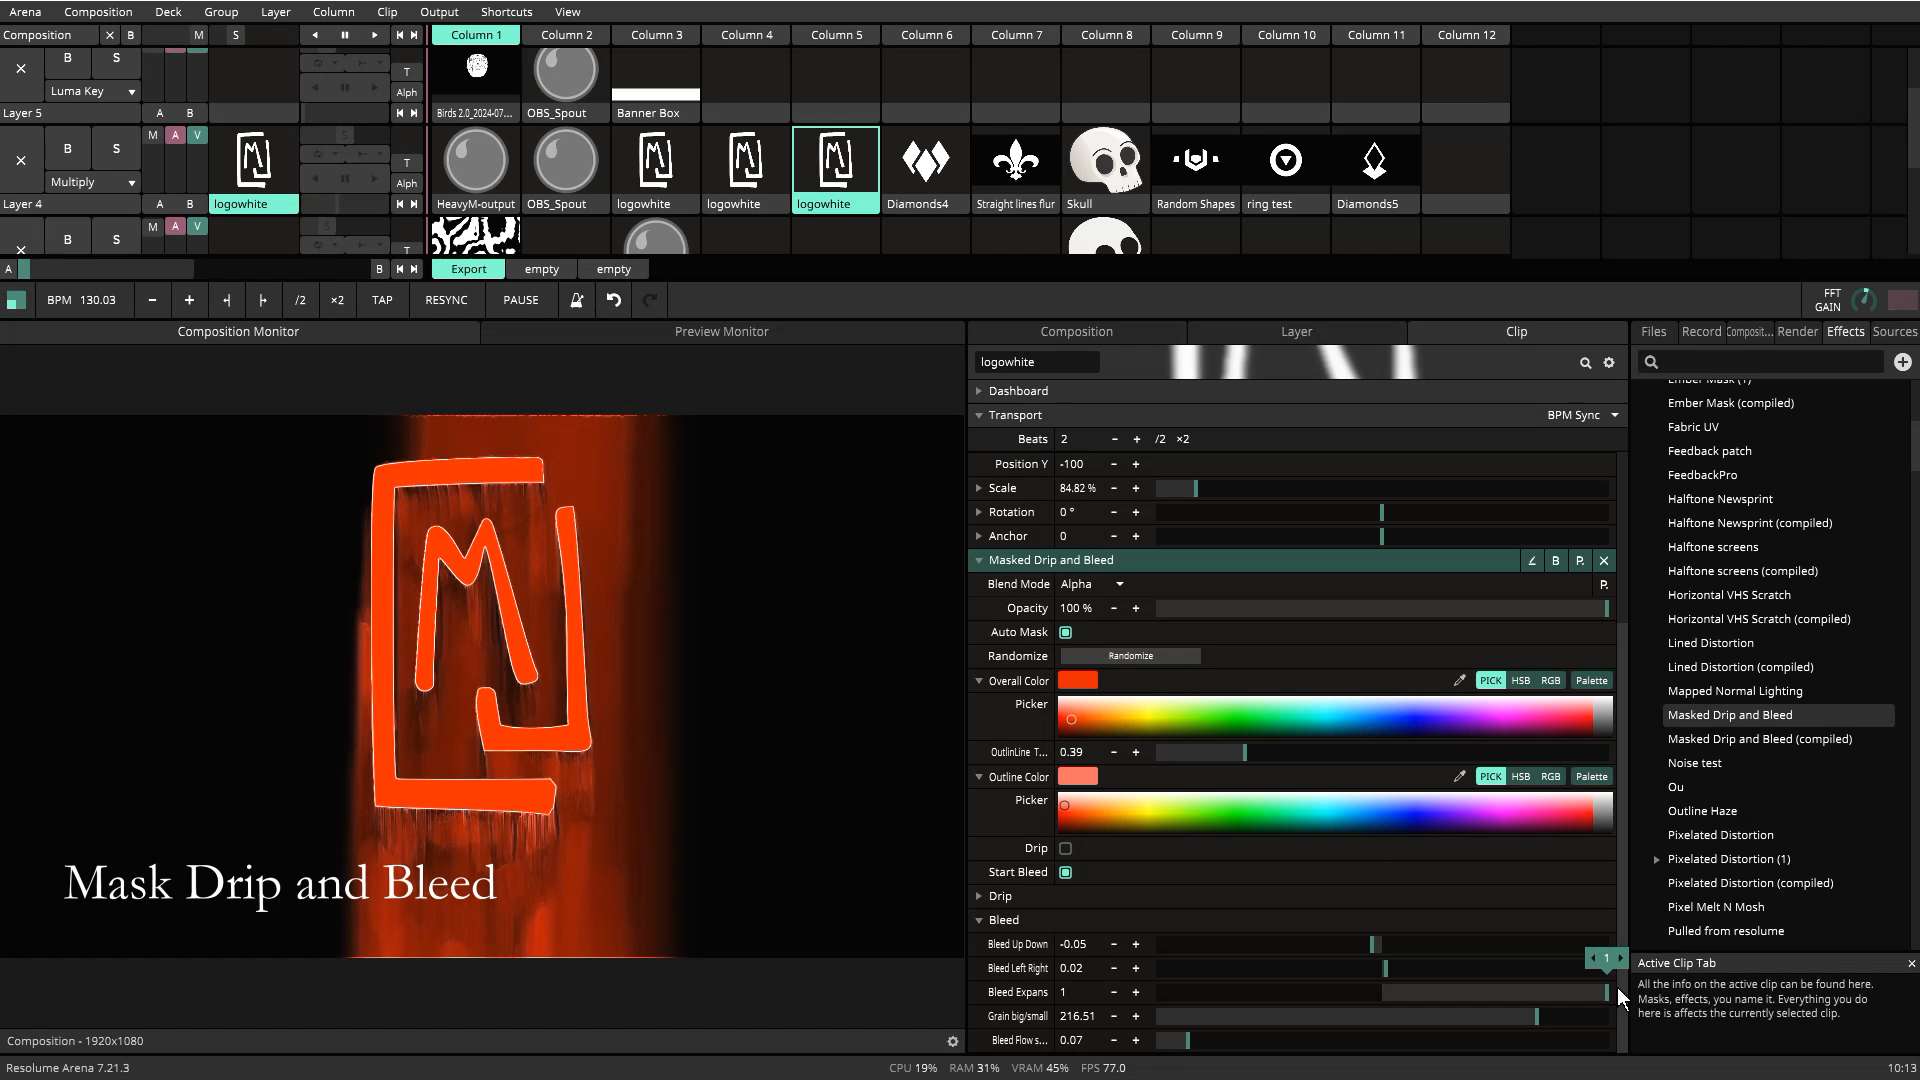 Arena Composition Deck Group Layer Column Clip Output Shortcuts View
Composition B M S Column 1 Column 2 Column 3 Column 4 Column 5 Column 6 Column 7 Column 8 Column 9 Column 10 Column 11 Column 12
B S
T
Luma Key Alph
Layer 5 A B Birds 2.0_2024-07... OBS_Spout Banner Box
M A V S
B S
T
Multiply Alph
Layer 4 A B logowhite HeavyM-output OBS_Spout logowhite logowhite logowhite Diamonds4 Straight lines flur Skull Random Shapes ring test Diamonds5
M A V S
B S
T
A B Export empty empty
BPM 130.03 - + /2 ×2 TAP RESYNC PAUSE FFT
GAIN
Composition Monitor Preview Monitor Composition Layer Clip Files Record Composit... Render Effects Sources
logowhite
Dashboard
Transport BPM Sync
Beats 2 - + /2 ×2
Position Y -100 - +
Scale 84.82 % - +
Rotation 0 ° - +
Anchor 0 - +
Masked Drip and Bleed B P.
Blend Mode Alpha P.
Opacity 100 % - +
Auto Mask
Randomize Randomize
Overall Color PICK HSB RGB Palette
Picker
OutlinLine T... 0.39 - +
Outline Color PICK HSB RGB Palette
Picker
Drip
Start Bleed
Drip
Bleed
Bleed Up Down -0.05 - +
1
Bleed Left Right 0.02 - +
Bleed Expans 1 - +
Grain big/small 216.51 - +
Bleed Flow s... 0.07 - +
Ember Mask (1)
Ember Mask (compiled)
Fabric UV
Feedback patch
FeedbackPro
Halftone Newsprint
Halftone Newsprint (compiled)
Halftone screens
Halftone screens (compiled)
Horizontal VHS Scratch
Horizontal VHS Scratch (compiled)
Lined Distortion
Lined Distortion (compiled)
Mapped Normal Lighting
Masked Drip and Bleed
Masked Drip and Bleed (compiled)
Noise test
Ou
Outline Haze
Pixelated Distortion
Pixelated Distortion (1)
Pixelated Distortion (compiled)
Pixel Melt N Mosh
Pulled from resolume
Active Clip Tab
All the info on the active clip can be found here.
Masks, effects, you name it. Everything you do
here is affects the currently selected clip.
Mask Drip and Bleed
Composition - 1920x1080
Resolume Arena 7.21.3 CPU 19% RAM 31% VRAM 45% FPS 77.0 10:13